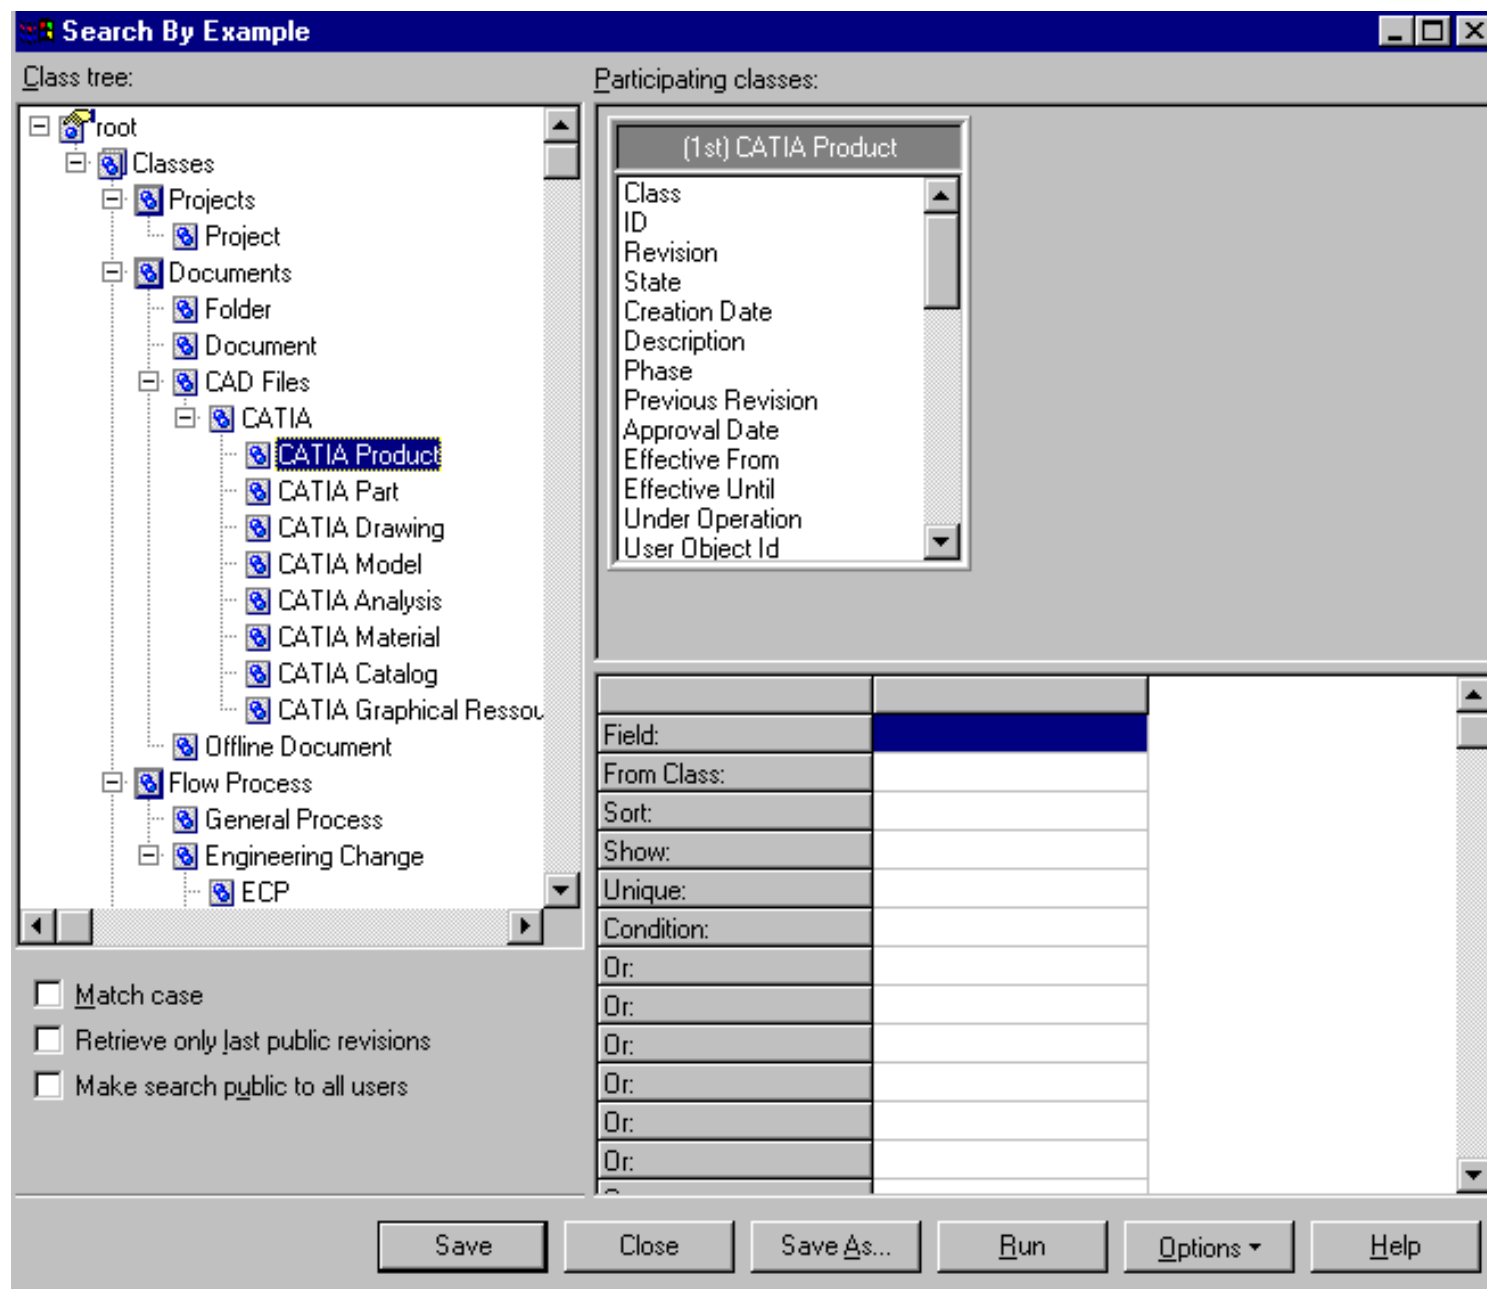 Search By Example
Class tree:
root
Classes
Projects
Project
Documents
Folder
Document
CAD Files
CATIA
CATIA Product
CATIA Part
CATIA Drawing
CATIA Model
CATIA Analysis
CATIA Material
CATIA Catalog
CATIA Graphical Ressou
Offline Document
Flow Process
General Process
Engineering Change
ECP
Match case
Retrieve only last public revisions
Make search public to all users
Participating classes:
(1st) CATIA Product
Class
ID
Revision
State
Creation Date
Description
Phase
Previous Revision
Approval Date
Effective From
Effective Until
Under Operation
User Object Id
Field:
From Class:
Sort:
Show:
Unique:
Condition:
Or:
Or:
Or:
Or:
Or:
Or:
Save
Close
Save As...
Run
Options
Help